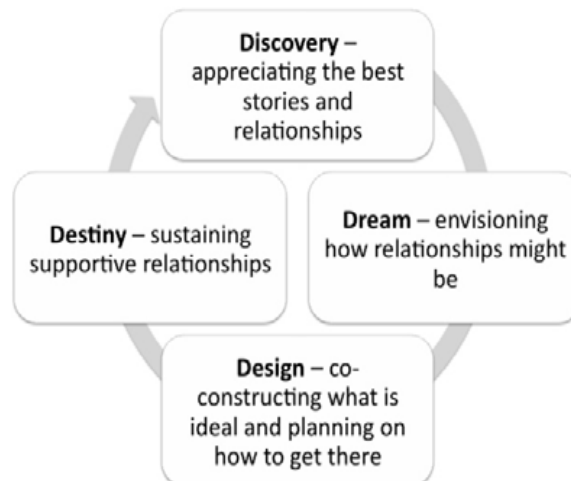 Discovery –
appreciating the best
stories and
relationships
Dream – envisioning
how relationships might
be
Design – co-
constructing what is
ideal and planning on
how to get there
Destiny – sustaining
supportive relationships